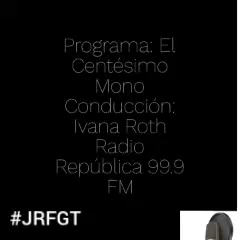 Programa: El
Centésimo
Mono
Conducción:
Ivana Roth
Radio
República 99.9
FM
#JRFGT